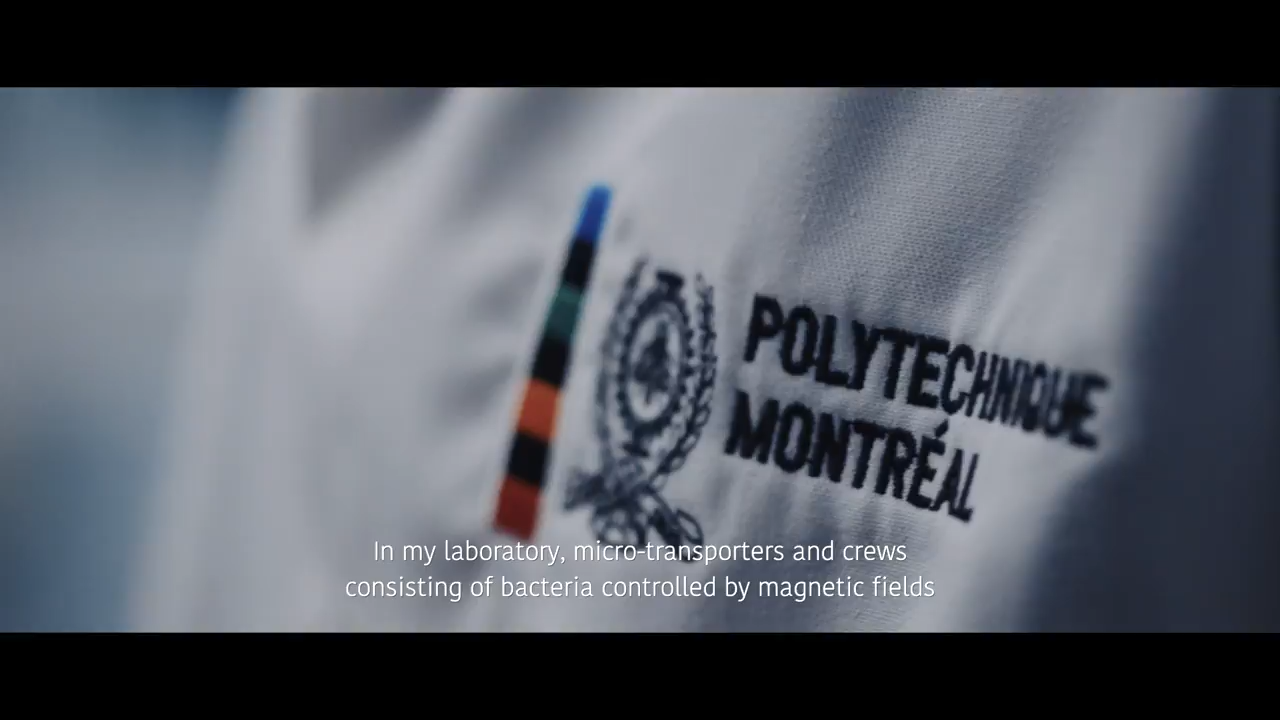 POLYTECHNIQUE
MONTRÉAL
In my laboratory, micro-transporters and crews
consisting of bacteria controlled by magnetic fields